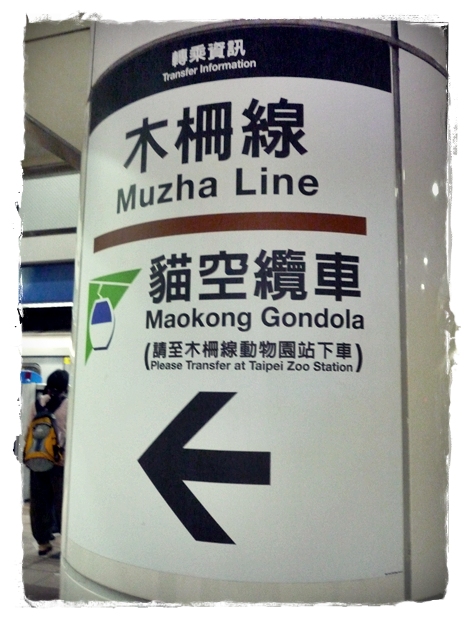 轉乘資訊
Transfer Information
木柵線
Muzha Line
貓空纜車
Maokong Gondola
(請至木柵線動物園站下車)
(Please Transfer at Taipei Zoo Station)